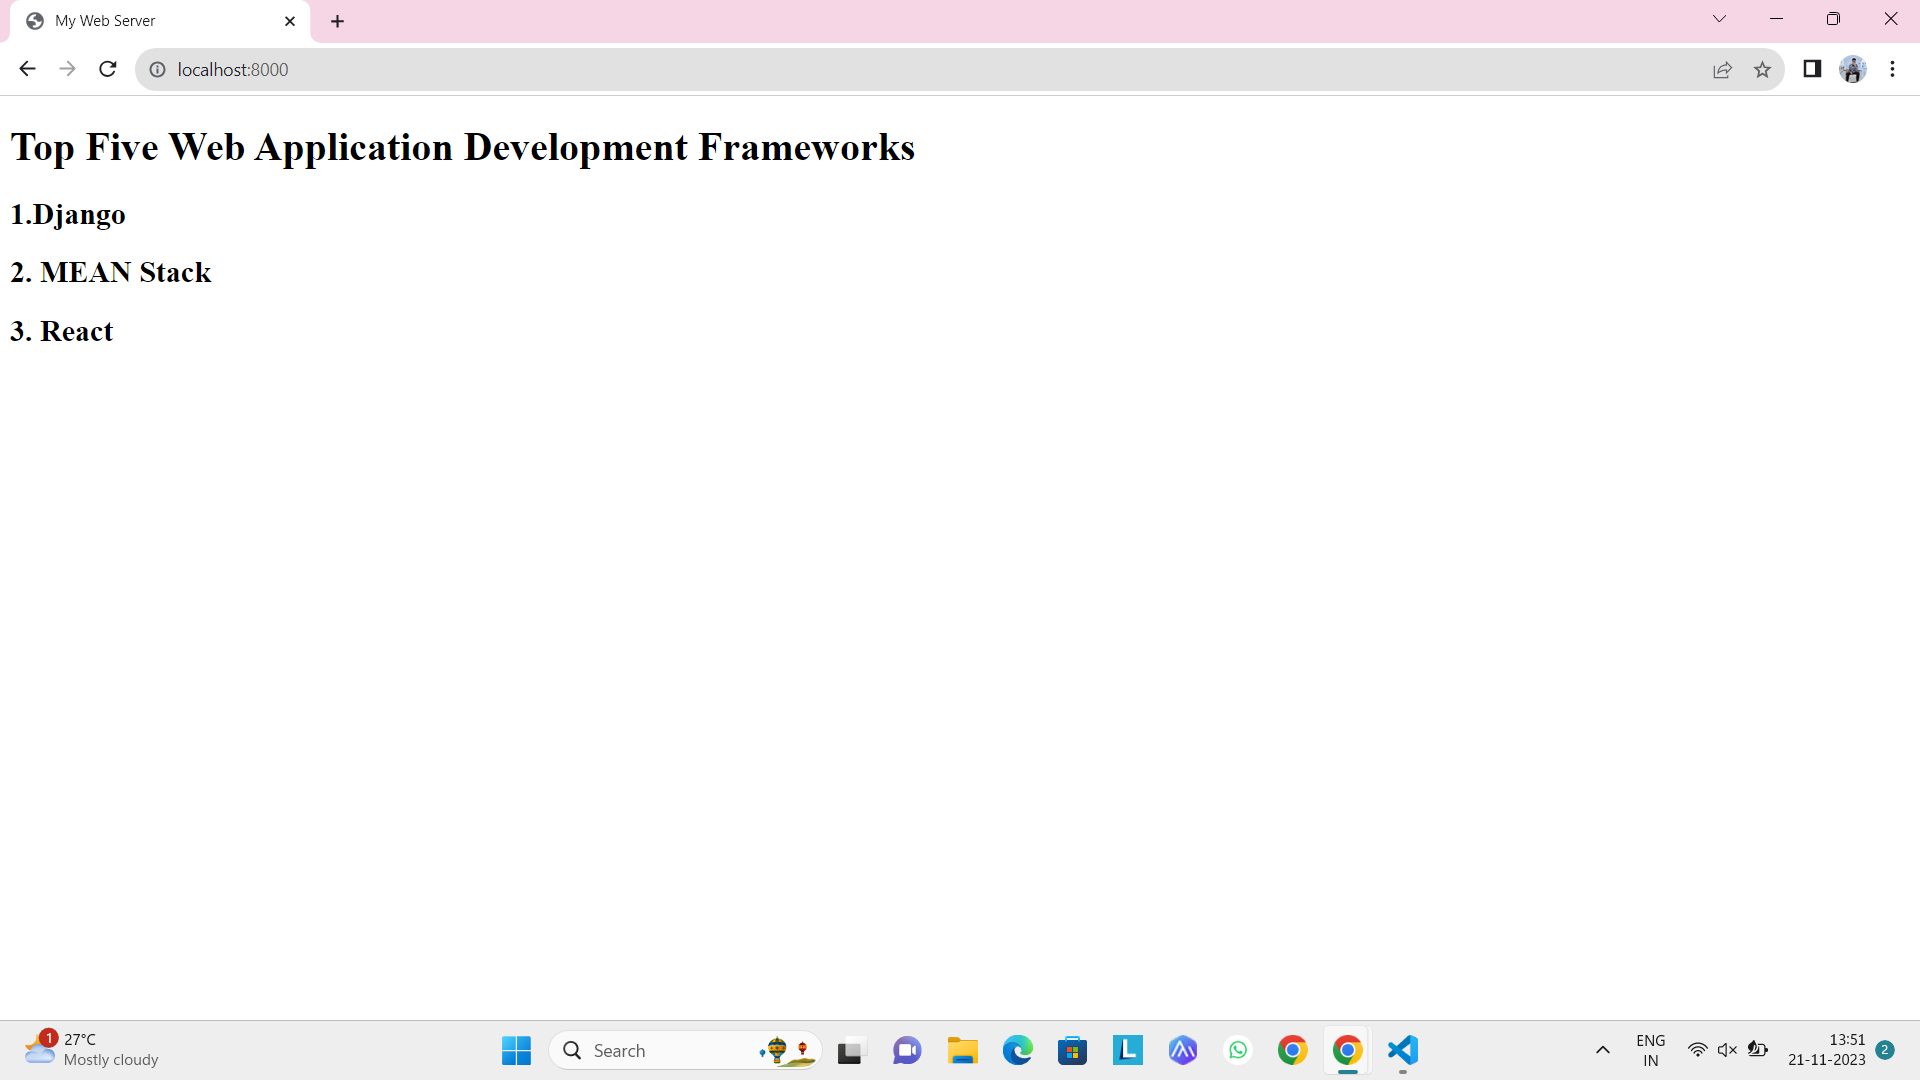 My Web Server
localhost:8000
Top Five Web Application Development Frameworks
1.Django
2. MEAN Stack
3. React
1
27°C
Mostly cloudy
Search
L
ENG
IN
13:51
21-11-2023
2